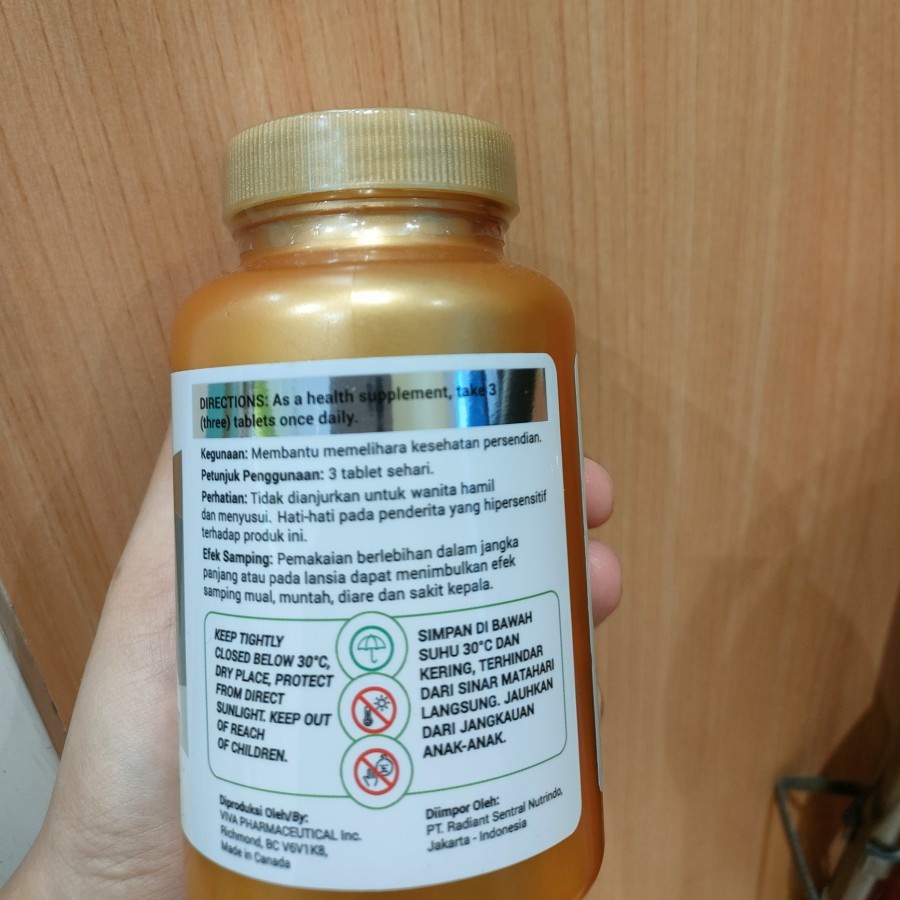 DIRECTIONS: As a health supplement, take 3
(three) tablets once daily.
Kegunaan: Membantu memelihara kesehatan persendian.
Petunjuk Penggunaan: 3 tablet sehari.
Perhatian: Tidak dianjurkan untuk wanita hamil
dan menyusui. Hati-hati pada penderita yang hipersensitif
terhadap produk ini.
Efek Samping: Pemakaian berlebihan dalam jangka
panjang atau pada lansia dapat menimbulkan efek
samping mual, muntah, diare dan sakit kepala.
KEEP TIGHTLY
CLOSED BELOW 30°C,
DRY PLACE, PROTECT
FROM DIRECT
SUNLIGHT. KEEP OUT
OF REACH
OF CHILDREN.
SIMPAN DI BAWAH
SUHU 30°C DAN
KERING, TERHINDAR
DARI SINAR MATAHARI
LANGSUNG. JAUHKAN
DARI JANGKAUAN
ANAK-ANAK.
Diproduksi Oleh/By:
VIVA PHARMACEUTICAL Inc.
Richmond, BC V6V1K8,
Made in Canada
Diimpor Oleh:
PT. Radiant Sentral Nutrindo,
Jakarta - Indonesia